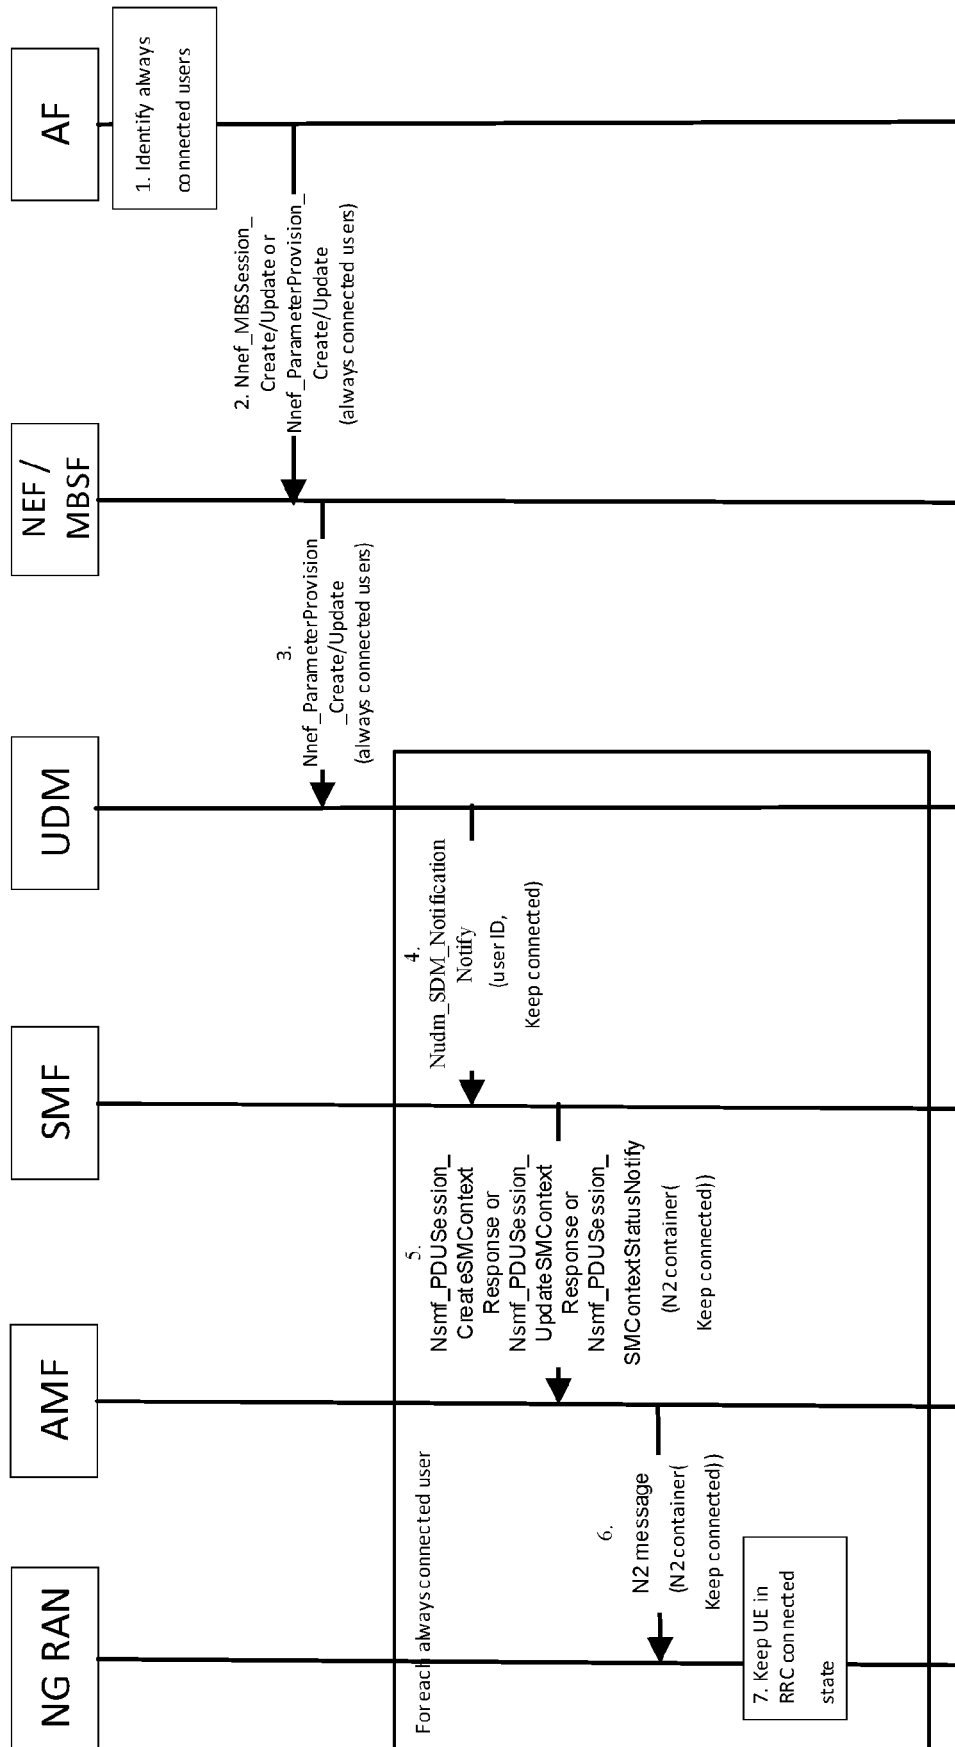 NG RAN
AMF
SMF
UDM
NEF /
MBSF
AF
1. Identify always
connected users
2. Nnef_MBSSession_
Create/Update or
Nnef_ParameterProvision_
Create/Update
(always connected users)
3.
Nnef_ParameterProvision
_Create/Update
(always connected users)
For each always connected user
4.
Nudm_SDM_Notification
Notify
(user ID,
Keep connected)
5.
Nsmf_PDUSession_
CreateSMContext
Response or
Nsmf_PDUSession_
UpdateSMContext
Response or
Nsmf_PDUSession_
SMContextStatusNotify
(N2 container(
Keep connected))
6.
N2 message
(N2 container(
Keep connected))
7. Keep UE in
RRC connected
state